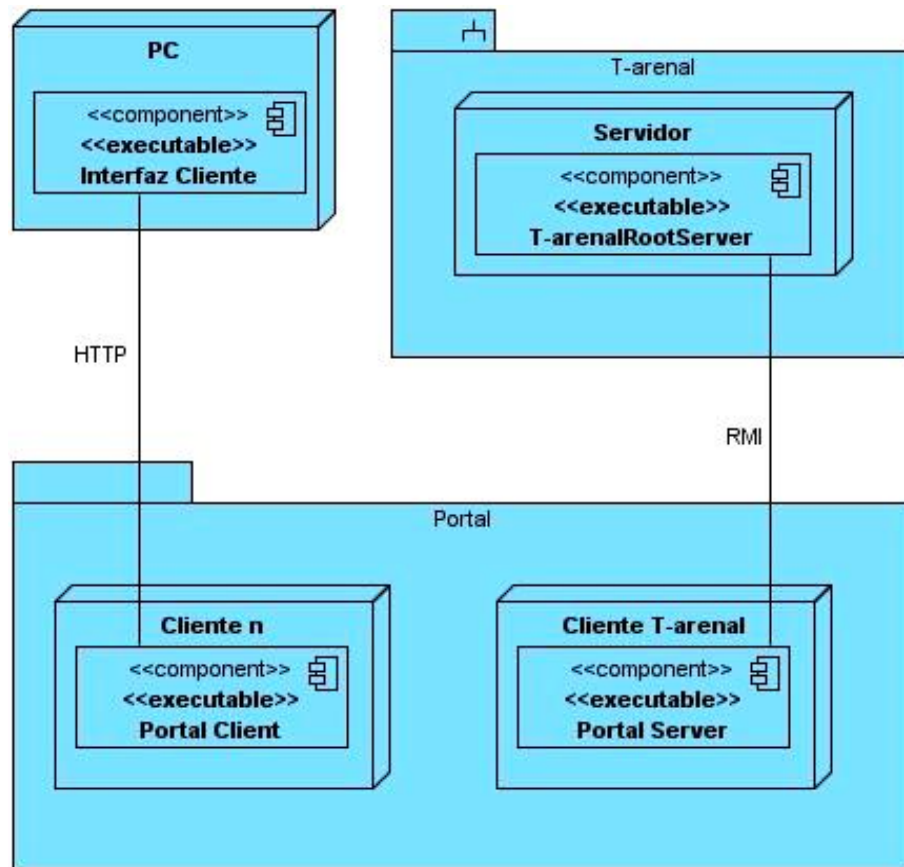 PC
<<component>>
<<executable>>
Interfaz Cliente
T-arenal
Servidor
<<component>>
<<executable>>
T-arenalRootServer
HTTP
RMI
Portal
Cliente n
<<component>>
<<executable>>
Portal Client
Cliente T-arenal
<<component>>
<<executable>>
Portal Server